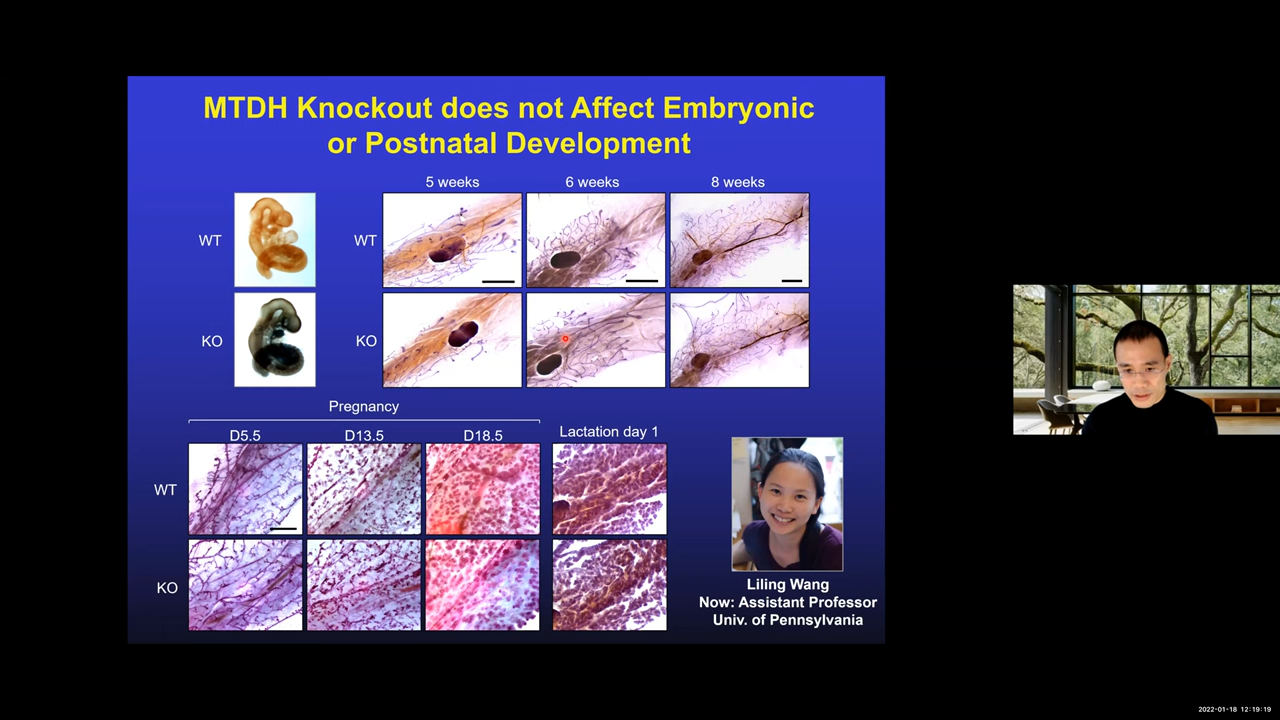 MTDH Knockout does not Affect Embryonic
or Postnatal Development
5 weeks
6 weeks
8 weeks
WT
WT
KO
KO
Pregnancy
D5.5
D13.5
D18.5
Lactation day 1
WT
KO
Liling Wang
Now: Assistant Professor
Univ. of Pennsylvania
2022-01-18 12:19:19